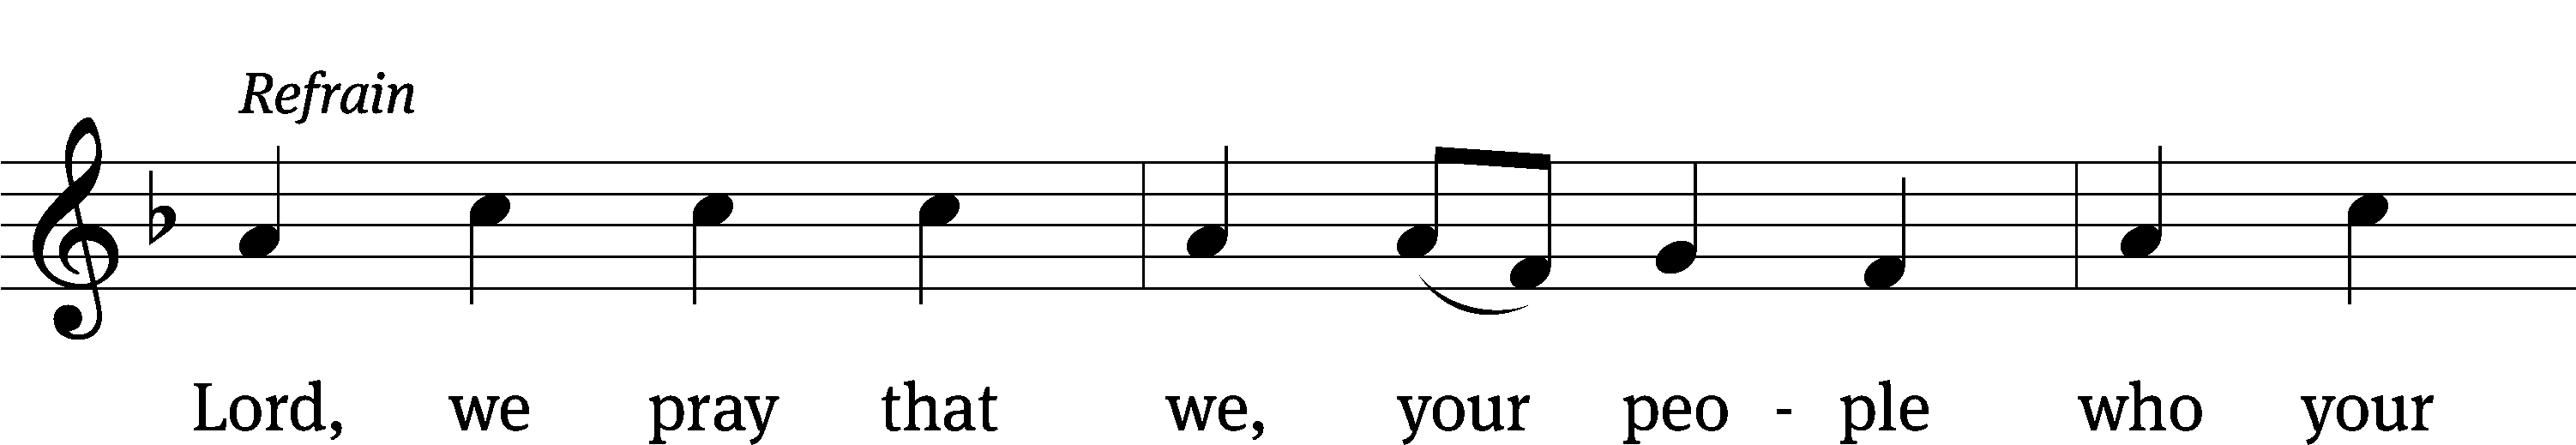 Refrain
Lord, we pray that we, your peo - ple who your